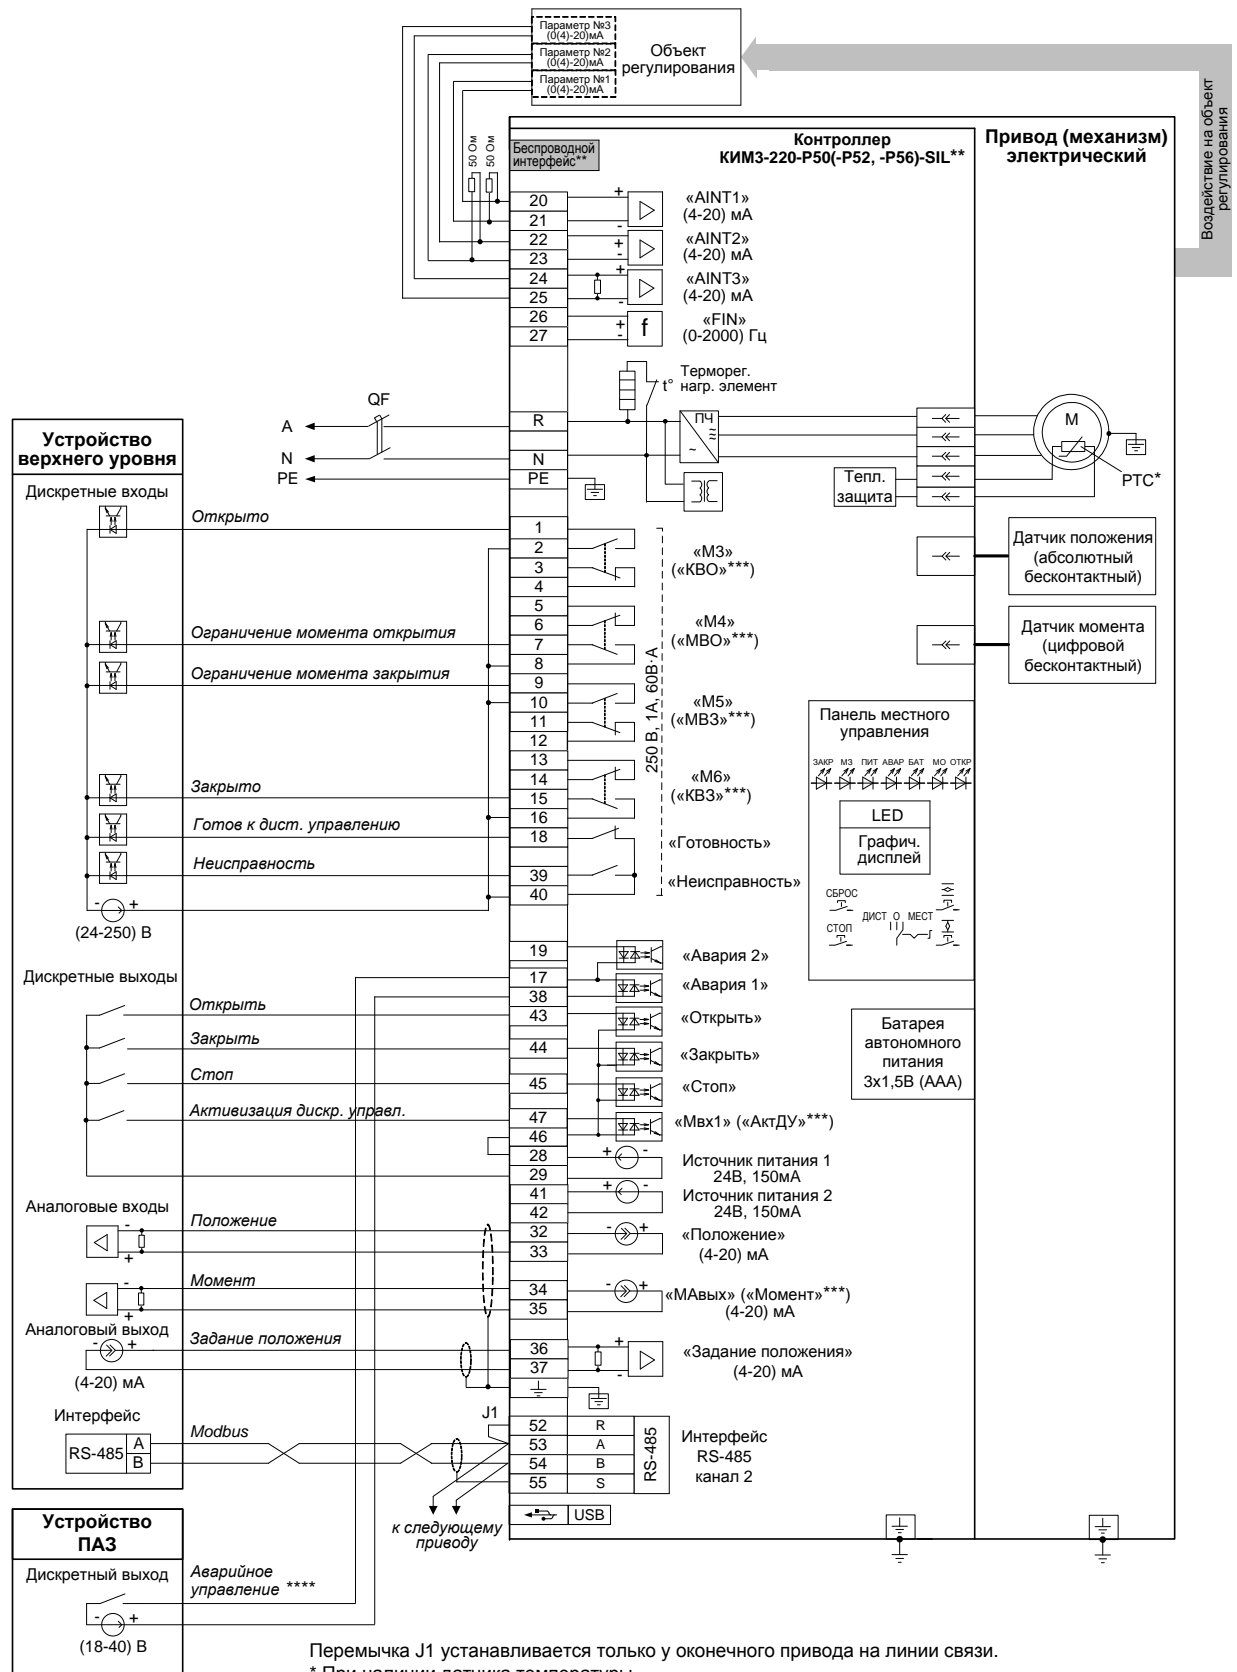 Параметр №3
(0(4)-20)мА
Параметр №2
(0(4)-20)мА
Параметр №1
(0(4)-20)мА
Объект
регулирования
Воздействие на объект
регулирования
50 Ом
50 Ом
Беспроводной
интерфейс**
Контроллер
КИМ3-220-Р50(-Р52, -Р56)-SIL**
Привод (механизм)
электрический
20
21
22
23
24
25
26
27
+
-
«AINT1»
(4-20) мА
+
-
«AINT2»
(4-20) мА
+
-
«AINT3»
(4-20) мА
+
-
f
«FIN»
(0-2000) Гц
t°
Терморег.
нагр. элемент
QF
A
N
PE
R
N
PE
ПЧ
~
≂
Тепл.
защита
М
РТС*
Устройство
верхнего уровня
Дискретные входы
Открыто
Ограничение момента открытия
Ограничение момента закрытия
Закрыто
Готов к дист. управлению
Неисправность
- +
(24-250) В
1
2
3
4
5
6
7
8
9
10
11
12
13
14
15
16
18
39
40
«М3»
(«КВО»***)
«М4»
(«МВО»***)
«М5»
(«МВЗ»***)
«М6»
(«КВЗ»***)
«Готовность»
«Неисправность»
250 В, 1А, 60В·А
Датчик положения
(абсолютный
бесконтактный)
Датчик момента
(цифровой
бесконтактный)
Панель местного
управления
ЗАКР МЗ ПИТ АВАР БАТ МО ОТКР
LED
Графич.
дисплей
СБРОС
СТОП
ДИСТ О МЕСТ
Батарея
автономного
питания
3х1,5В (ААА)
Дискретные выходы
Открыть
Закрыть
Стоп
Активизация дискр. управл.
19
17
38
43
44
45
47
46
28
29
41
42
32
33
34
35
36
37
«Авария 2»
«Авария 1»
«Открыть»
«Закрыть»
«Стоп»
«Мвх1» («АктДУ»***)
+ -
Источник питания 1
24В, 150мА
+ -
Источник питания 2
24В, 150мА
- +
«Положение»
(4-20) мА
- +
«МАвых» («Момент»***)
(4-20) мА
+
-
«Задание положения»
(4-20) мА
Аналоговые входы
Положение
-
+
Момент
-
+
Аналоговый выход
Задание положения
- +
(4-20) мА
Интерфейс
Modbus
RS-485
A
B
J1
52 R
53 A
54 B
55 S
RS-485
Интерфейс
RS-485
канал 2
USB
к следующему
приводу
Устройство
ПАЗ
Дискретный выход
Аварийное
управление ****
- +
(18-40) В
Перемычка J1 устанавливается только у оконечного привода на линии связи.
* При наличии датчика температуры